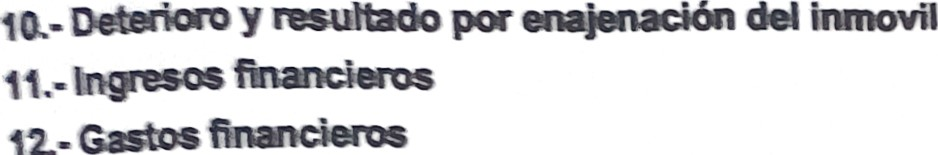 10.- Deterioro y resultado por enajenación del inmovil
11.- Ingresos financieros
12.- Gastos financieros